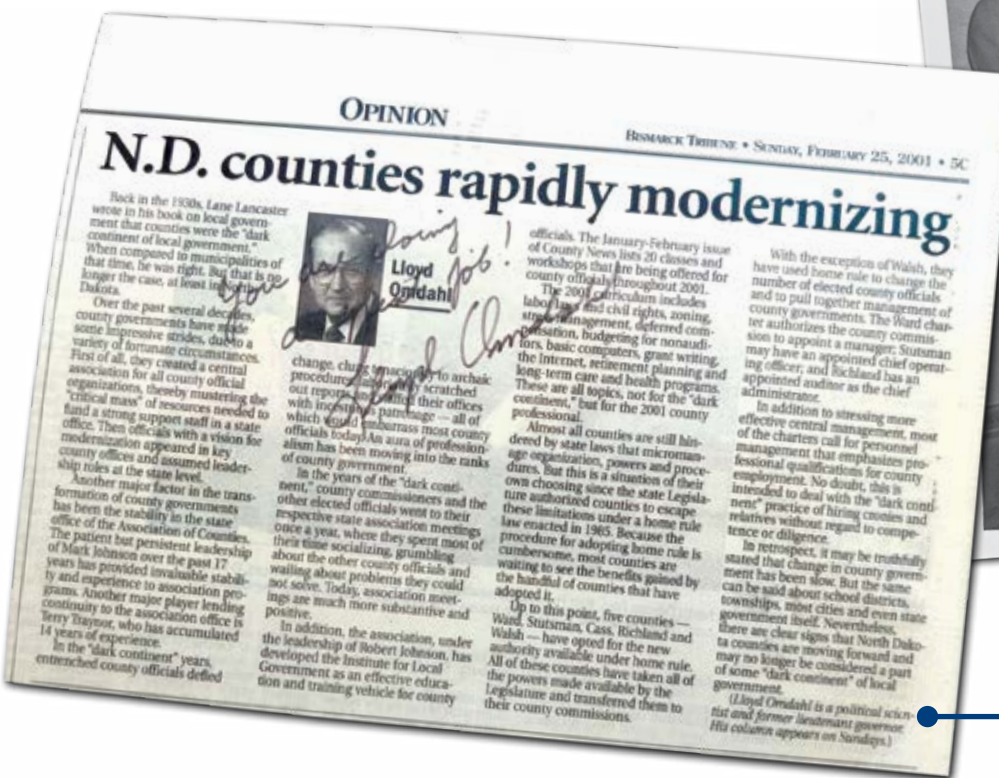 OPINION
BISMARCK TRIBUNE • SUNDAY, FEBRUARY 25, 2001 • 5C
N.D. counties rapidly modernizing
Back in the 1930s, Lane Lancaster
wrote in his book on local govern-
ment that counties were the "dark
continent of local government."
When compared to municipalities of
that time, he was right. But that is no
longer the case, at least in North
Dakota.
Over the past several decades,
county governments have made
some impressive strides, due to a
variety of fortunate circumstances.
First of all, they created a central
association for all county official
organizations, thereby mustering the
"critical mass" of resources needed to
fund a strong support staff in a state
office. Then officials with a vision for
modernization appeared in key
county offices and assumed leader-
ship roles at the state level.
Another major factor in the trans-
formation of county governments
has been the stability in the state
office of the Association of Counties.
The patient but persistent leadership
of Mark Johnson over the past 17
years has provided invaluable stabili-
ty and experience to association pro-
grams. Another major player lending
continuity to the association office is
Terry Traynor, who has accumulated
14 years of experience.
In the "dark continent" years,
entrenched county officials defied
Lloyd
Omdahl
You are doing
job!
change, clung tenaciously to archaic
procedures, scratched
out reports their offices
with patronage — all of
which would embarrass most county
officials today. An aura of profession-
alism has been moving into the ranks
of county government.
In the years of the "dark conti-
nent," county commissioners and the
other elected officials went to their
respective state association meetings
once a year, where they spent most of
their time socializing, grumbling
about the other county officials and
wailing about problems they could
not solve. Today, association meet-
ings are much more substantive and
positive.
In addition, the association, under
the leadership of Robert Johnson, has
developed the Institute for Local
Government as an effective educa-
tion and training vehicle for county
officials. The January-February issue
of County News lists 20 classes and
workshops that are being offered for
county officials throughout 2001.
The 2001 curriculum includes
labor law and civil rights, zoning,
management, deferred com-
pensation, budgeting for nonaudi-
tors, basic computers, grant writing,
the Internet, retirement planning and
long-term care and health programs.
These are all topics, not for the "dark
continent," but for the 2001 county
professional.
Almost all counties are still hin-
dered by state laws that microman-
age organization, powers and proce-
dures. But this is a situation of their
own choosing since the state Legisla-
ture authorized counties to escape
these limitations under a home rule
law enacted in 1985. Because the
procedure for adopting home rule is
cumbersome, most counties are
waiting to see the benefits gained by
the handful of counties that have
adopted it.
Up to this point, five counties —
Ward, Stutsman, Cass, Richland and
Walsh — have opted for the new
authority available under home rule.
All of these counties have taken all of
the powers made available by the
Legislature and transferred them to
their county commissions.
With the exception of Walsh, they
have used home rule to change the
number of elected county officials
and to pull together management of
county governments. The Ward char-
ter authorizes the county commis-
sion to appoint a manager; Stutsman
may have an appointed chief operat-
ing officer; and Richland has an
appointed auditor as the chief
administrator.
In addition to stressing more
effective central management, most
of the charters call for personnel
management that emphasizes pro-
fessional qualifications for county
employment. No doubt, this is
intended to deal with the "dark conti-
nent" practice of hiring cronies and
relatives without regard to compe-
tence or diligence.
In retrospect, it may be truthfully
stated that change in county govern-
ment has been slow. But the same
can be said about school districts,
townships, most cities and even state
government itself. Nevertheless,
there are clear signs that North Dako-
ta counties are moving forward and
may no longer be considered a part
of some "dark continent" of local
government.
(Lloyd Omdahl is a political scien-
tist and former lieutenant governor.
His column appears on Sundays.)